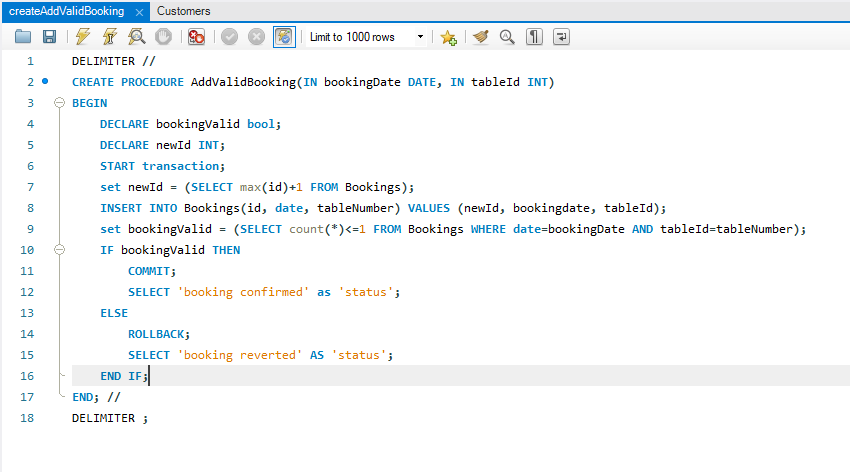 createAddValidBooking × Customers
Limit to 1000 rows
1 DELIMITER //
2 CREATE PROCEDURE AddValidBooking(IN bookingDate DATE, IN tableId INT)
3 BEGIN
4 DECLARE bookingValid bool;
5 DECLARE newId INT;
6 START transaction;
7 set newId = (SELECT max(id)+1 FROM Bookings);
8 INSERT INTO Bookings(id, date, tableNumber) VALUES (newId, bookingdate, tableId);
9 set bookingValid = (SELECT count(*)<=1 FROM Bookings WHERE date=bookingDate AND tableId=tableNumber);
10 IF bookingValid THEN
11 COMMIT;
12 SELECT 'booking confirmed' as 'status';
13 ELSE
14 ROLLBACK;
15 SELECT 'booking reverted' AS 'status';
16 END IF;
17 END; //
18 DELIMITER ;